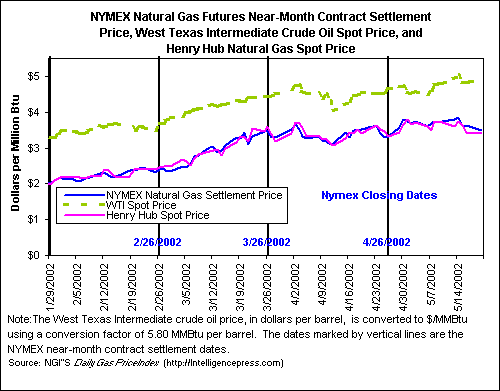 NYMEX Natural Gas Futures Near-Month Contract Settlement
Price, West Texas Intermediate Crude Oil Spot Price, and
Henry Hub Natural Gas Spot Price
Dollars per Million Btu
$5
$4
$3
$2
$1
$0
NYMEX Natural Gas Settlement Price
WTI Spot Price
Henry Hub Spot Price
Nymex Closing Dates
2/26/2002
3/26/2002
4/26/2002
1/29/2002
2/5/2002
2/12/2002
2/19/2002
2/26/2002
3/5/2002
3/12/2002
3/19/2002
3/26/2002
4/2/2002
4/9/2002
4/16/2002
4/23/2002
4/30/2002
5/7/2002
5/14/2002
Note:The West Texas Intermediate crude oil price, in dollars per barrel, is converted to $/MMBtu
using a conversion factor of 5.80 MMBtu per barrel. The dates marked by vertical lines are the
NYMEX near-month contract settlement dates.
Source: NGI"S Daily Gas PriceIndex (http://Intelligencepress.com)